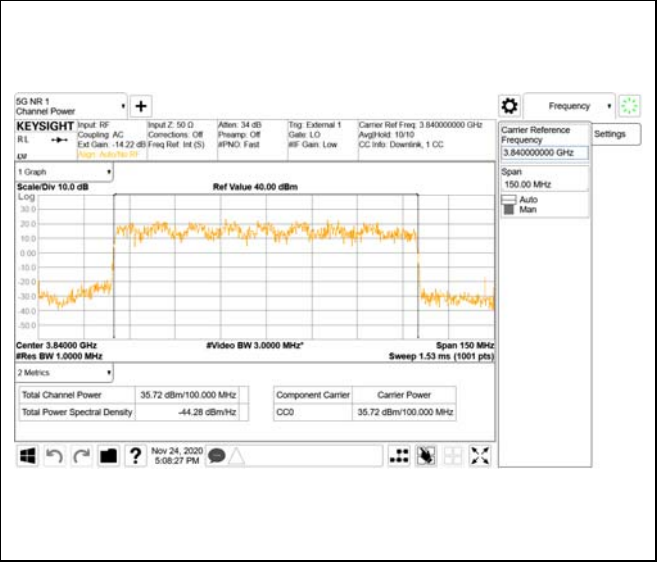 5G NR 1
Channel Power
KEYSIGHT
R L
Input: RF
Coupling: AC
Ext Gain: -14.22 dB
Align: Auto/No RF
Input Z: 50 Ω
Corrections: Off
Freq Ref: Int (S)
Atten: 34 dB
Preamp: Off
#PNO: Fast
Trig: External 1
Gate: LO
#IF Gain: Low
Carrier Ref Freq: 3.840000000 GHz
Avg|Hold: 10/10
CC Info: Downlink, 1 CC
1 Graph
Scale/Div 10.0 dB
Ref Value 40.00 dBm
Log
30.0
20.0
10.0
0.00
-10.0
-20.0
-30.0
-40.0
-50.0
Center 3.84000 GHz
#Video BW 3.0000 MHz*
Span 150 MHz
#Res BW 1.0000 MHz
Sweep 1.53 ms (1001 pts)
2 Metrics
Total Channel Power 35.72 dBm/100.000 MHz
Total Power Spectral Density -44.28 dBm/Hz
Component Carrier Carrier Power
CC0 35.72 dBm/100.000 MHz
?
Nov 24, 2020
5:08:27 PM
Frequency
Carrier Reference
Frequency
3.840000000 GHz
Settings
Span
150.00 MHz
Auto
Man